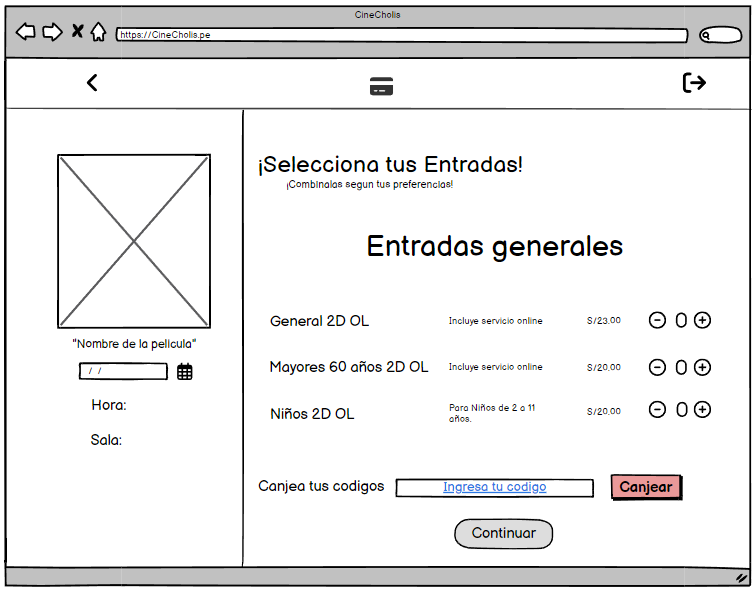 CineCholis
https://CineCholis.pe
¡Selecciona tus Entradas!
¡Combinalas segun tus preferencias!
Entradas generales
"Nombre de la pelicula"
/ /
Hora:
Sala:
General 2D OL Incluye servicio online S/23.00 0
Mayores 60 años 2D OL Incluye servicio online S/20.00 0
Niños 2D OL Para Niños de 2 a 11 años. S/20.00 0
Canjea tus codigos Ingresa tu codigo Canjear
Continuar